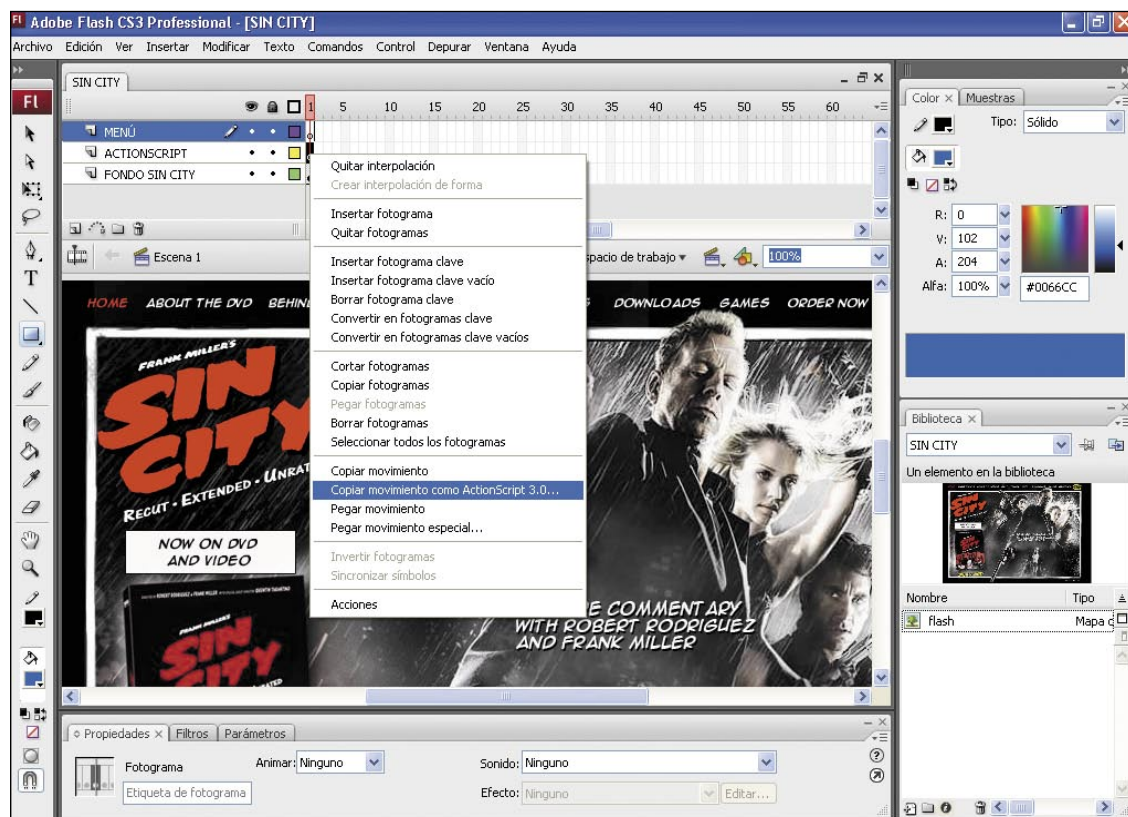 Adobe Flash CS3 Professional - [SIN CITY]
Archivo Edición Ver Insertar Modificar Texto Comandos Control Depurar Ventana Ayuda
SIN CITY
1 5 10 15 20 25 30 35 40 45 50 55 60
MENÚ
ACTIONSCRIPT
FONDO SIN CITY
Escena 1
pacio de trabajo
100%
Quitar interpolación
Crear interpolación de forma
Insertar fotograma
Quitar fotogramas
Insertar fotograma clave
Insertar fotograma clave vacío
Borrar fotograma clave
Convertir en fotogramas clave
Convertir en fotogramas clave vacíos
Cortar fotogramas
Copiar fotogramas
Pegar fotogramas
Borrar fotogramas
Seleccionar todos los fotogramas
Copiar movimiento
Copiar movimiento como ActionScript 3.0...
Pegar movimiento
Pegar movimiento especial...
Invertir fotogramas
Sincronizar símbolos
Acciones
HOME ABOUT THE DVD BEHIN DOWNLOADS GAMES ORDER NOW
FRANK MILLER'S
SIN
CITY
RECUT · EXTENDED · UNRAT
NOW ON DVD
AND VIDEO
FRANK MILLER'S
SIN
CITY
E COMMENTARY
WITH ROBERT RODRIGUEZ
AND FRANK MILLER
Propiedades Filtros Parámetros
Fotograma
Etiqueta de fotograma
Animar: Ninguno
Sonido: Ninguno
Efecto: Ninguno Editar...
Color Muestras
Tipo: Sólido
R: 0
V: 102
A: 204
Alfa: 100% #0066CC
Biblioteca
SIN CITY
Un elemento en la biblioteca
Nombre Tipo
flash Mapa d
Fl
T